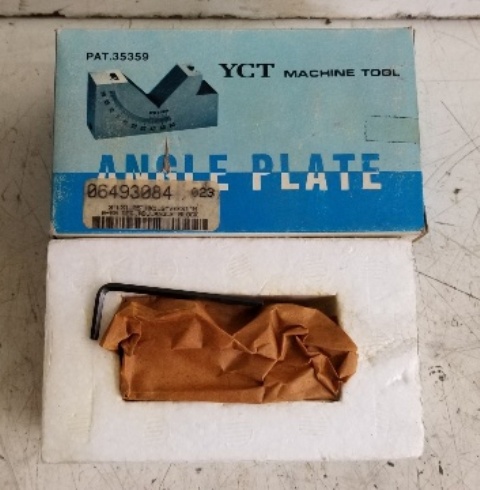 PAT.35359
YCT MACHINE TOOL
ANGLE PLATE
06493084 023